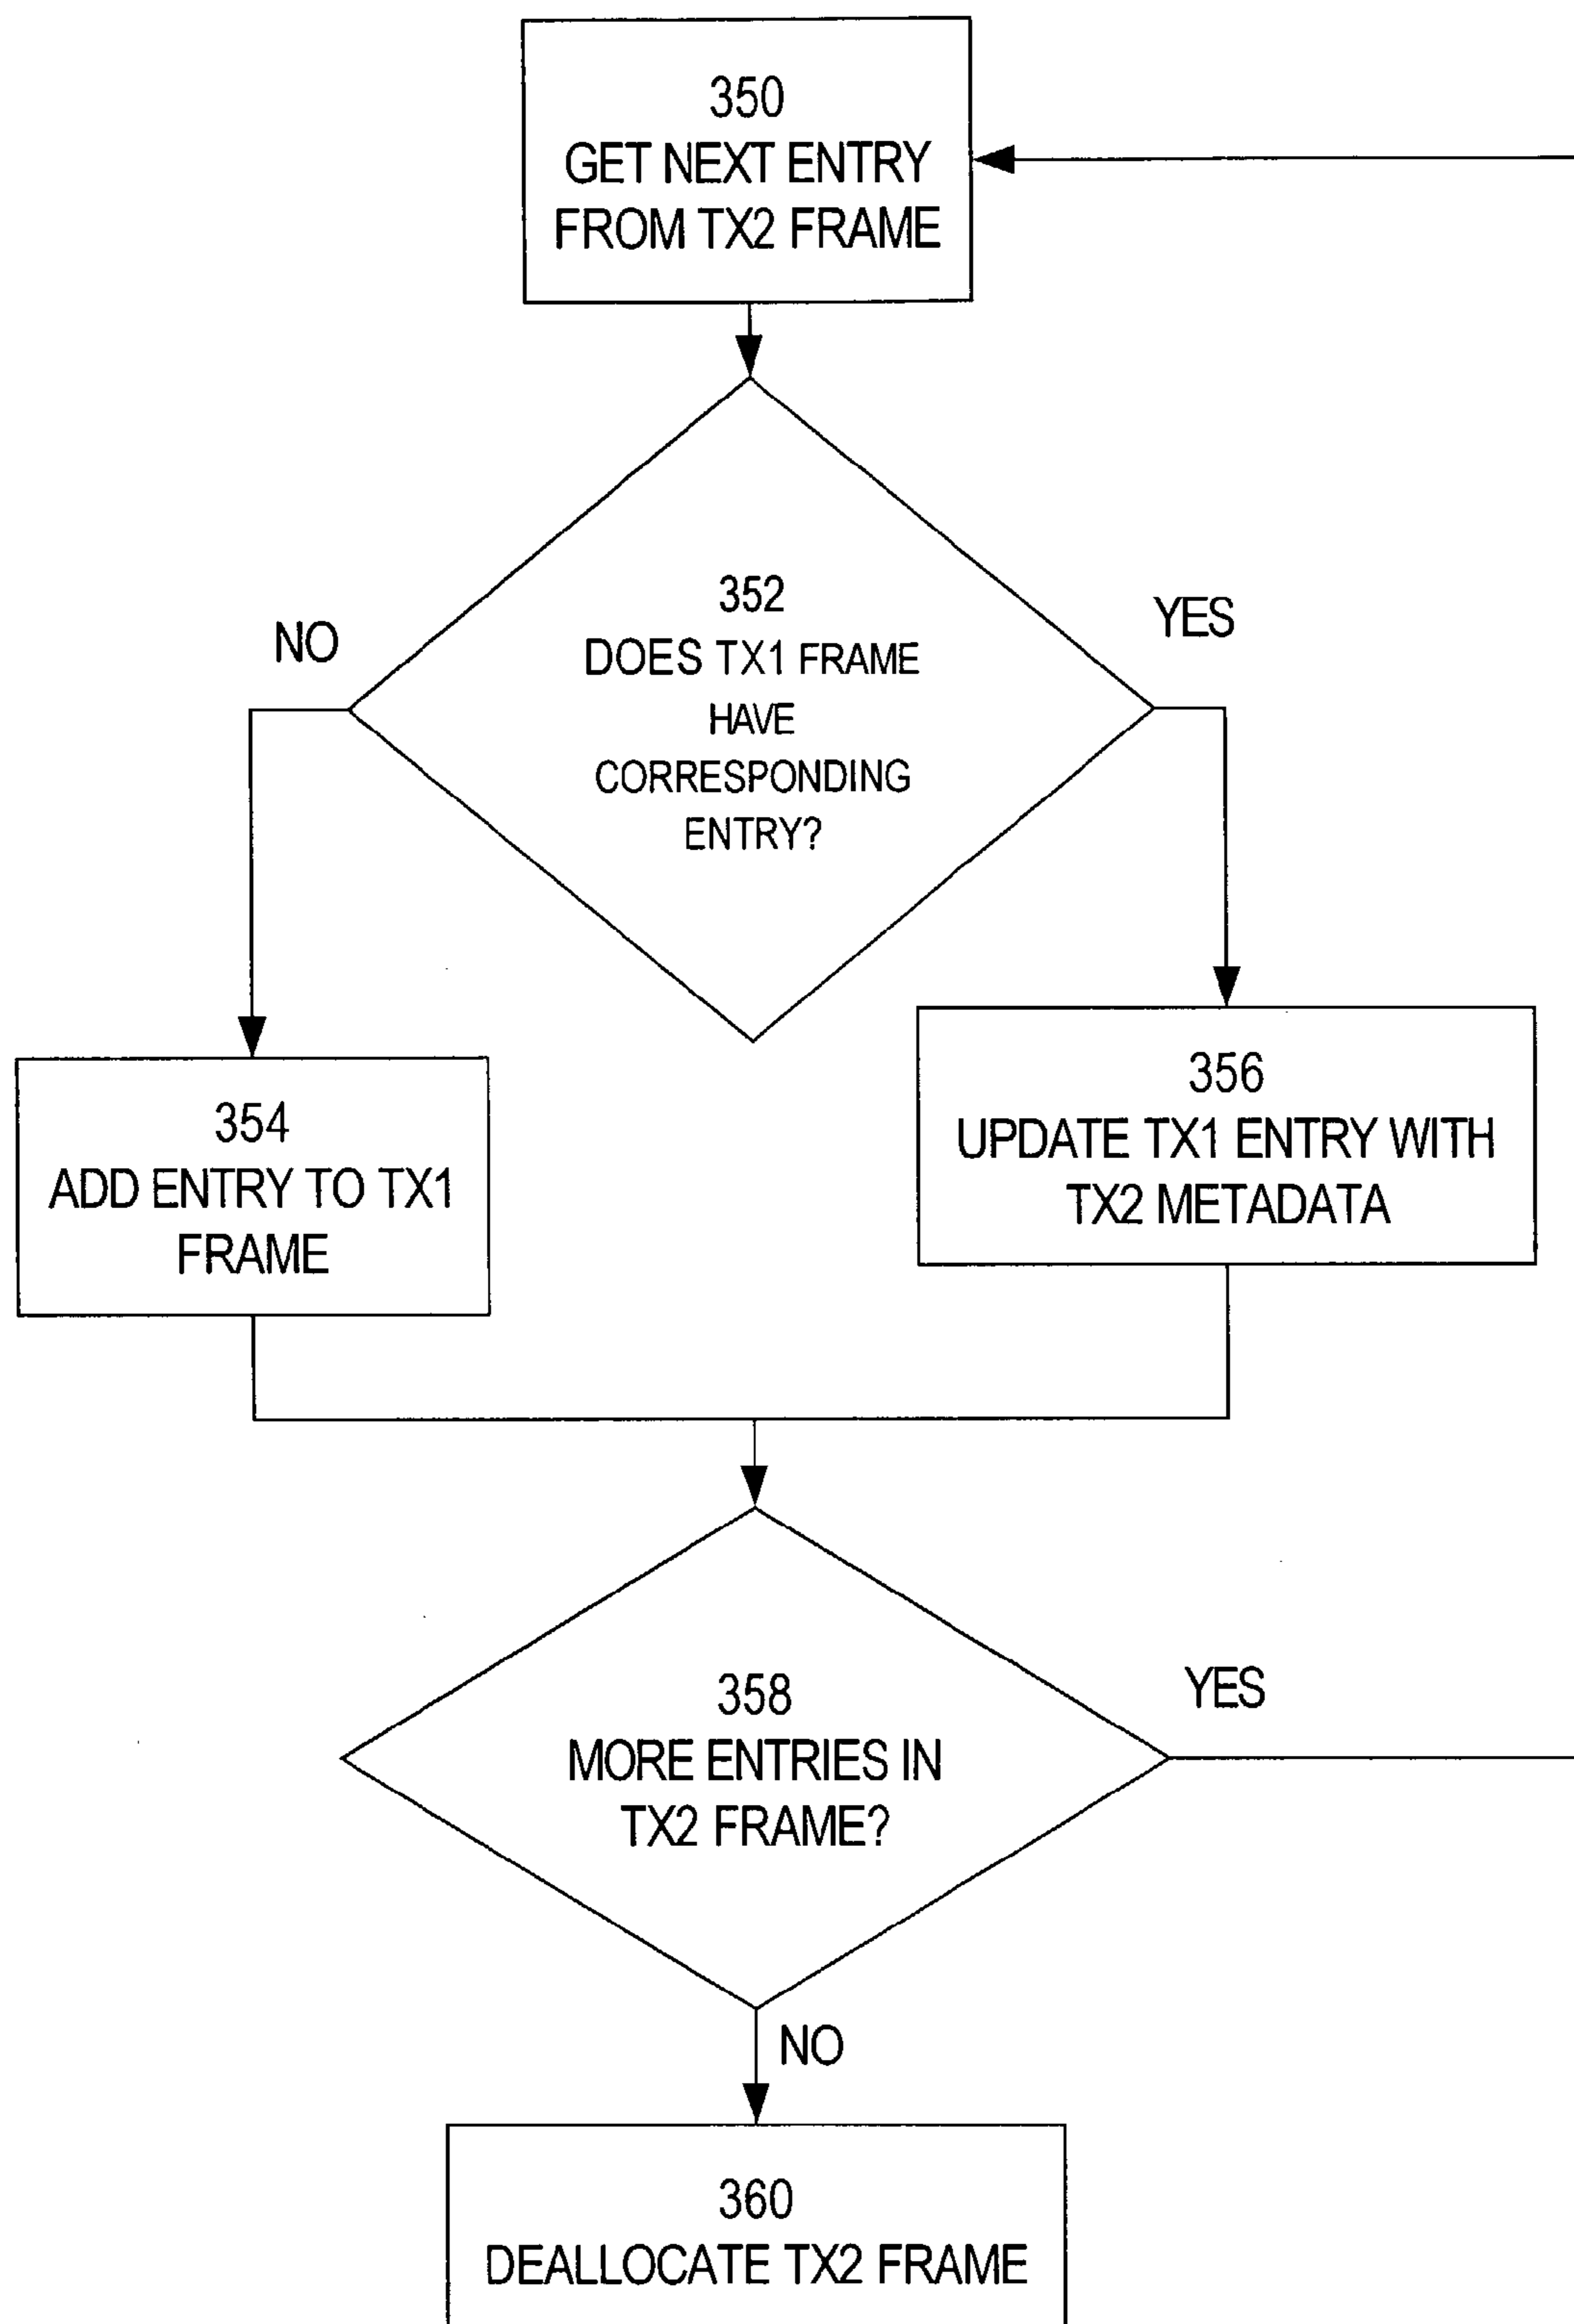 350
GET NEXT ENTRY
FROM TX2 FRAME
352
DOES TX1 FRAME
HAVE
CORRESPONDING
ENTRY?
NO
YES
354
ADD ENTRY TO TX1
FRAME
356
UPDATE TX1 ENTRY WITH
TX2 METADATA
358
MORE ENTRIES IN
TX2 FRAME?
YES
NO
360
DEALLOCATE TX2 FRAME